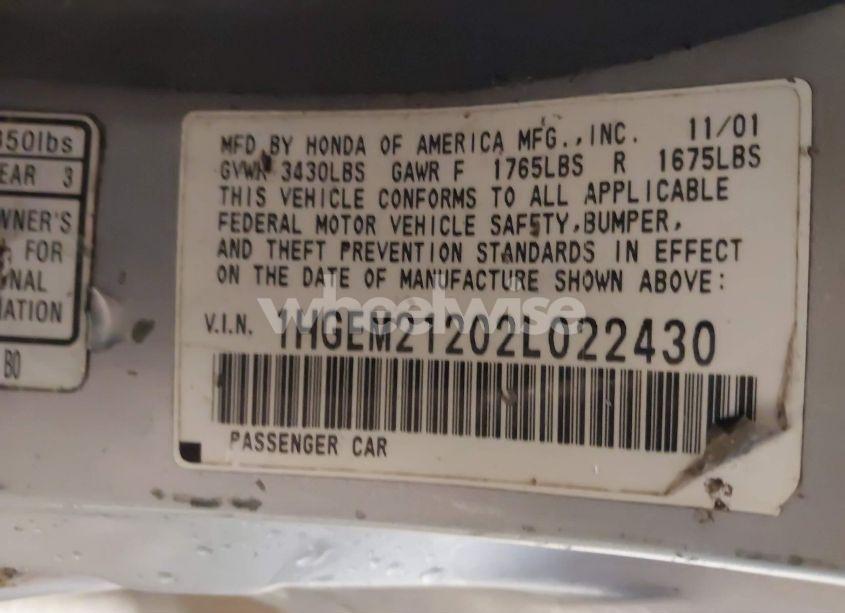 350lbs
EAR 3
WNER'S
FOR
NAL
MATION
BO
MFD BY HONDA OF AMERICA MFG.,INC. 11/01
GVWR 3430LBS GAWR F 1765LBS R 1675LBS
THIS VEHICLE CONFORMS TO ALL APPLICABLE
FEDERAL MOTOR VEHICLE SAFETY,BUMPER,
AND THEFT PREVENTION STANDARDS IN EFFECT
ON THE DATE OF MANUFACTURE SHOWN ABOVE:
wheelwise
V.I.N. 1HGEM21202L022430
PASSENGER CAR